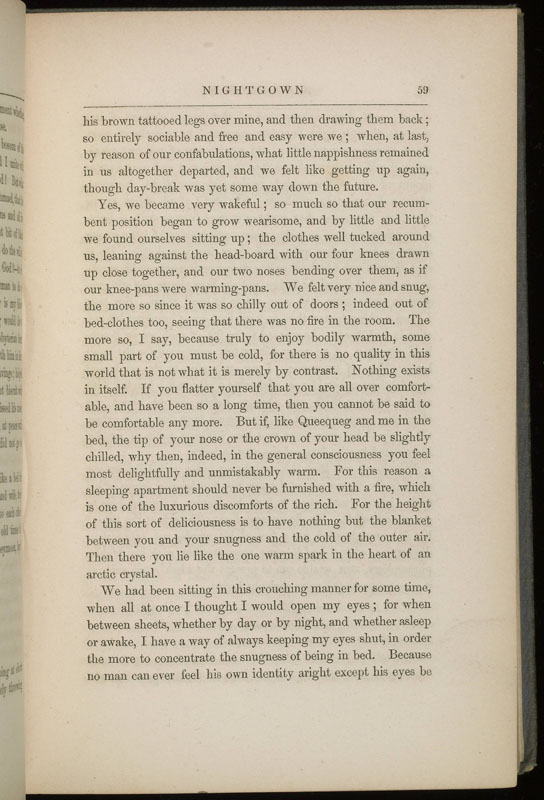 NIGHTGOWN 59
his brown tattooed legs over mine, and then drawing them back;
so entirely sociable and free and easy were we; when, at last,
by reason of our confabulations, what little nappishness remained
in us altogether departed, and we felt like getting up again,
though day-break was yet some way down the future.
Yes, we became very wakeful; so much so that our recum-
bent position began to grow wearisome, and by little and little
we found ourselves sitting up; the clothes well tucked around
us, leaning against the head-board with our four knees drawn
up close together, and our two noses bending over them, as if
our knee-pans were warming-pans. We felt very nice and snug,
the more so since it was so chilly out of doors; indeed out of
bed-clothes too, seeing that there was no fire in the room. The
more so, I say, because truly to enjoy bodily warmth, some
small part of you must be cold, for there is no quality in this
world that is not what it is merely by contrast. Nothing exists
in itself. If you flatter yourself that you are all over comfort-
able, and have been so a long time, then you cannot be said to
be comfortable any more. But if, like Queequeg and me in the
bed, the tip of your nose or the crown of your head be slightly
chilled, why then, indeed, in the general consciousness you feel
most delightfully and unmistakably warm. For this reason a
sleeping apartment should never be furnished with a fire, which
is one of the luxurious discomforts of the rich. For the height
of this sort of deliciousness is to have nothing but the blanket
between you and your snugness and the cold of the outer air.
Then there you lie like the one warm spark in the heart of an
arctic crystal.
We had been sitting in this crouching manner for some time,
when all at once I thought I would open my eyes; for when
between sheets, whether by day or by night, and whether asleep
or awake, I have a way of always keeping my eyes shut, in order
the more to concentrate the snugness of being in bed. Because
no man can ever feel his own identity aright except his eyes be